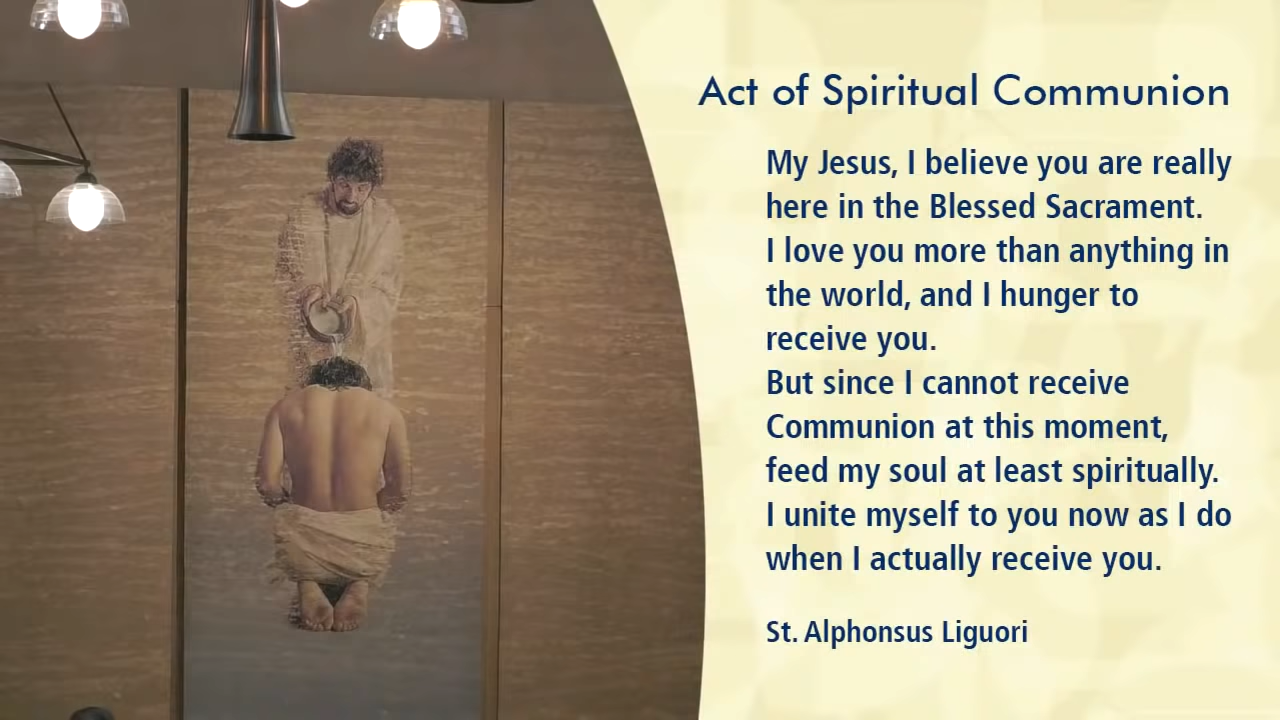 Act of Spiritual Communion
My Jesus, I believe you are really
here in the Blessed Sacrament.
I love you more than anything in
the world, and I hunger to
receive you.
But since I cannot receive
Communion at this moment,
feed my soul at least spiritually.
I unite myself to you now as I do
when I actually receive you.
St. Alphonsus Liguori